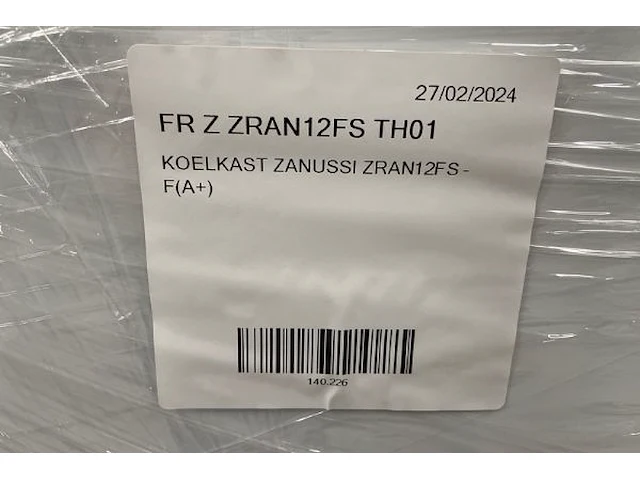 27/02/2024
FR Z ZRAN12FS TH01
KOELKAST ZANUSSI ZRAN12FS -
F(A+)
140.226